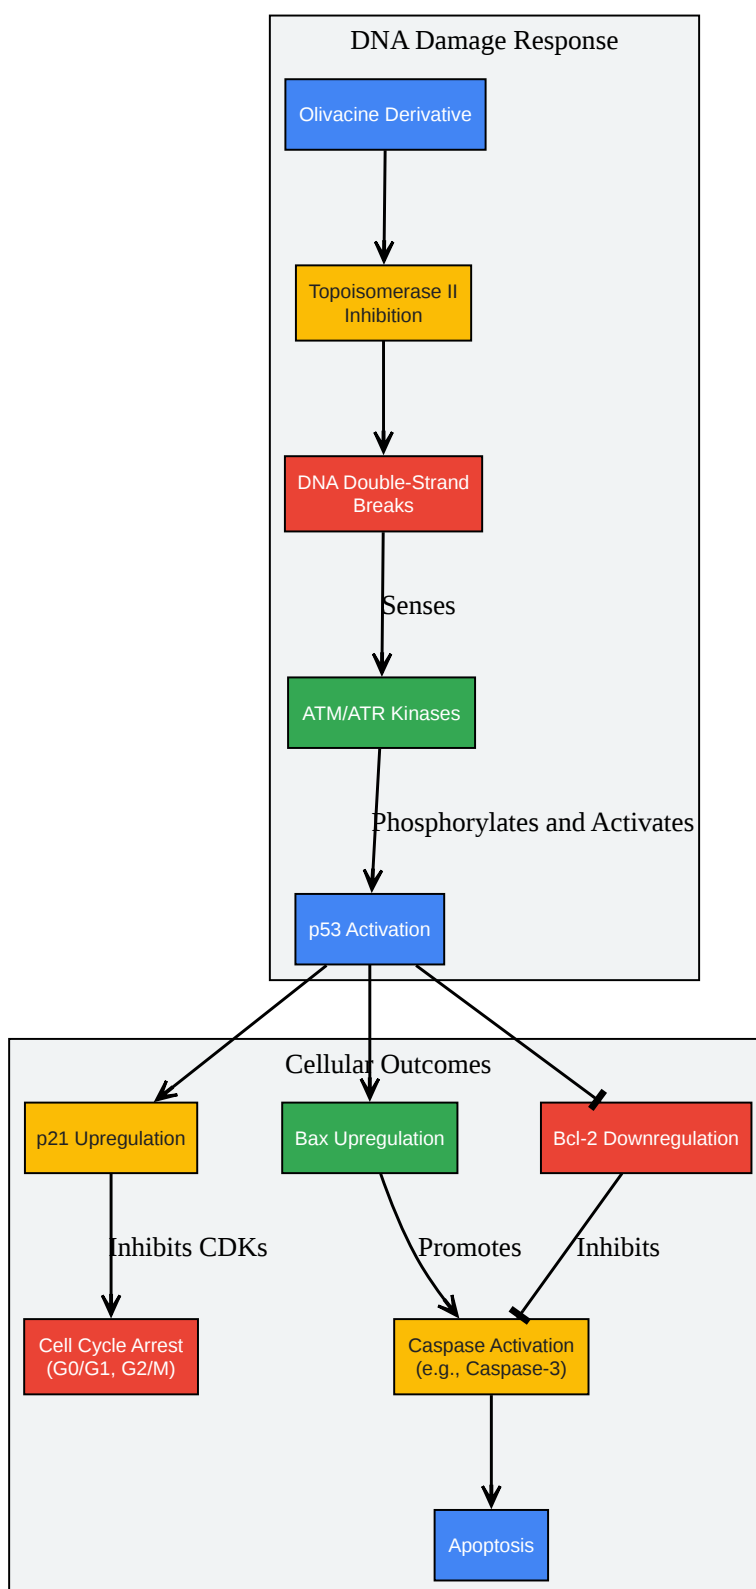 DNA Damage Response
Olivacine Derivative
Topoisomerase II
Inhibition
DNA Double-Strand
Breaks
Senses
ATM/ATR Kinases
Phosphorylates and Activates
p53 Activation
Cellular Outcomes
p21 Upregulation
Bax Upregulation
Bcl-2 Downregulation
Inhibits CDKs
Promotes
Inhibits
Cell Cycle Arrest
(G0/G1, G2/M)
Caspase Activation
(e.g., Caspase-3)
Apoptosis